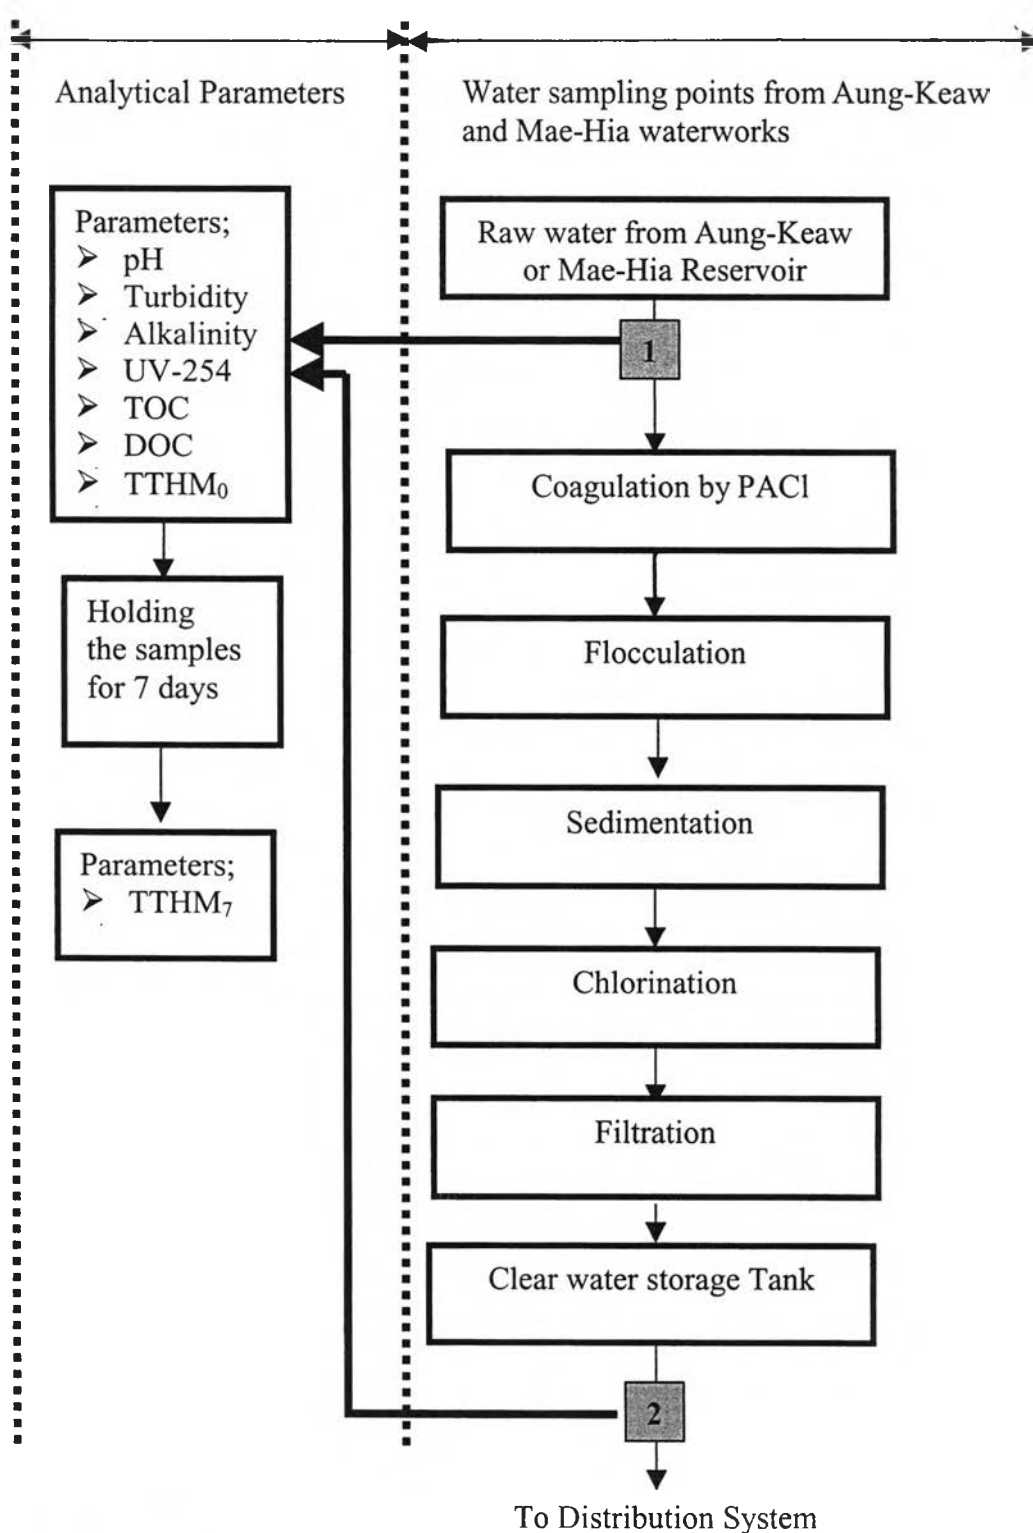 Analytical Parameters
Water sampling points from Aung-Keaw
and Mae-Hia waterworks
Parameters;
➢ pH
➢ Turbidity
➢ Alkalinity
➢ UV-254
➢ TOC
➢ DOC
➢ TTHM₀
Holding
the samples
for 7 days
Parameters;
➢ TTHM₇
Raw water from Aung-Keaw
or Mae-Hia Reservoir
1
Coagulation by PACl
Flocculation
Sedimentation
Chlorination
Filtration
Clear water storage Tank
2
To Distribution System